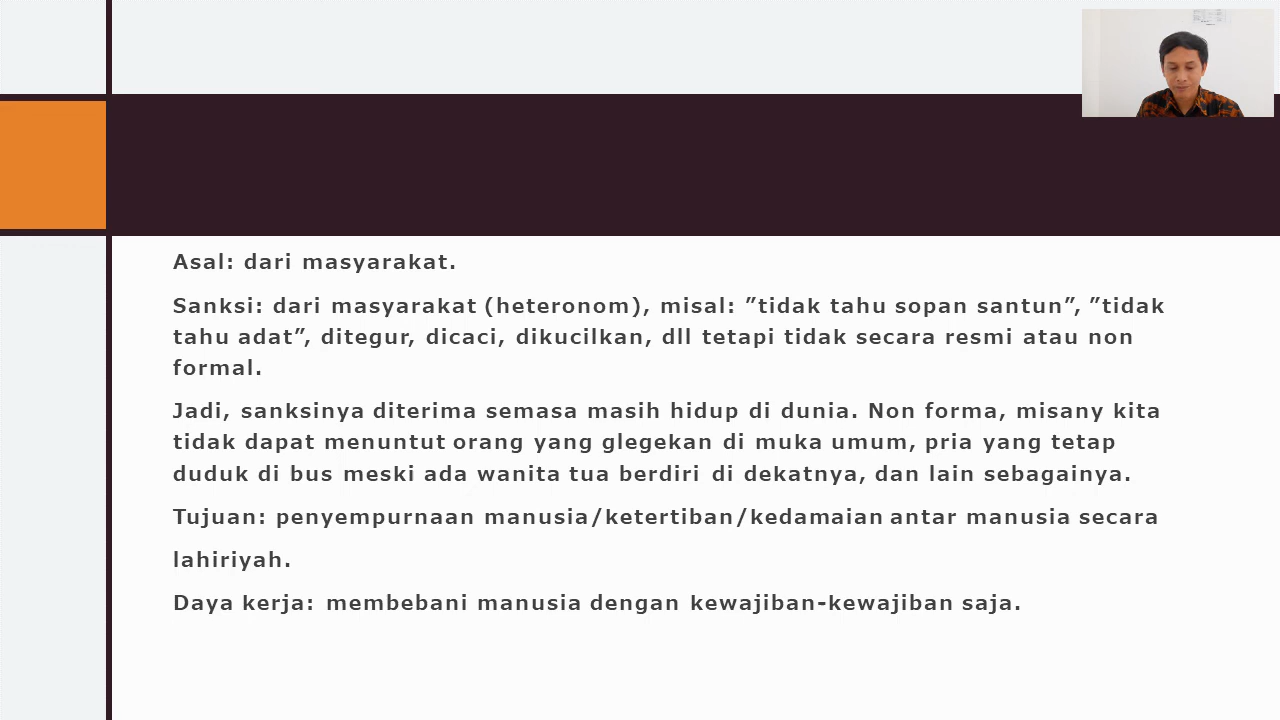 Asal: dari masyarakat.
Sanksi: dari masyarakat (heteronom), misal: ”tidak tahu sopan santun”, ”tidak
tahu adat”, ditegur, dicaci, dikucilkan, dll tetapi tidak secara resmi atau non
formal.
Jadi, sanksinya diterima semasa masih hidup di dunia. Non forma, misany kita
tidak dapat menuntut orang yang glegekan di muka umum, pria yang tetap
duduk di bus meski ada wanita tua berdiri di dekatnya, dan lain sebagainya.
Tujuan: penyempurnaan manusia/ketertiban/kedamaian antar manusia secara
lahiriyah.
Daya kerja: membebani manusia dengan kewajiban-kewajiban saja.